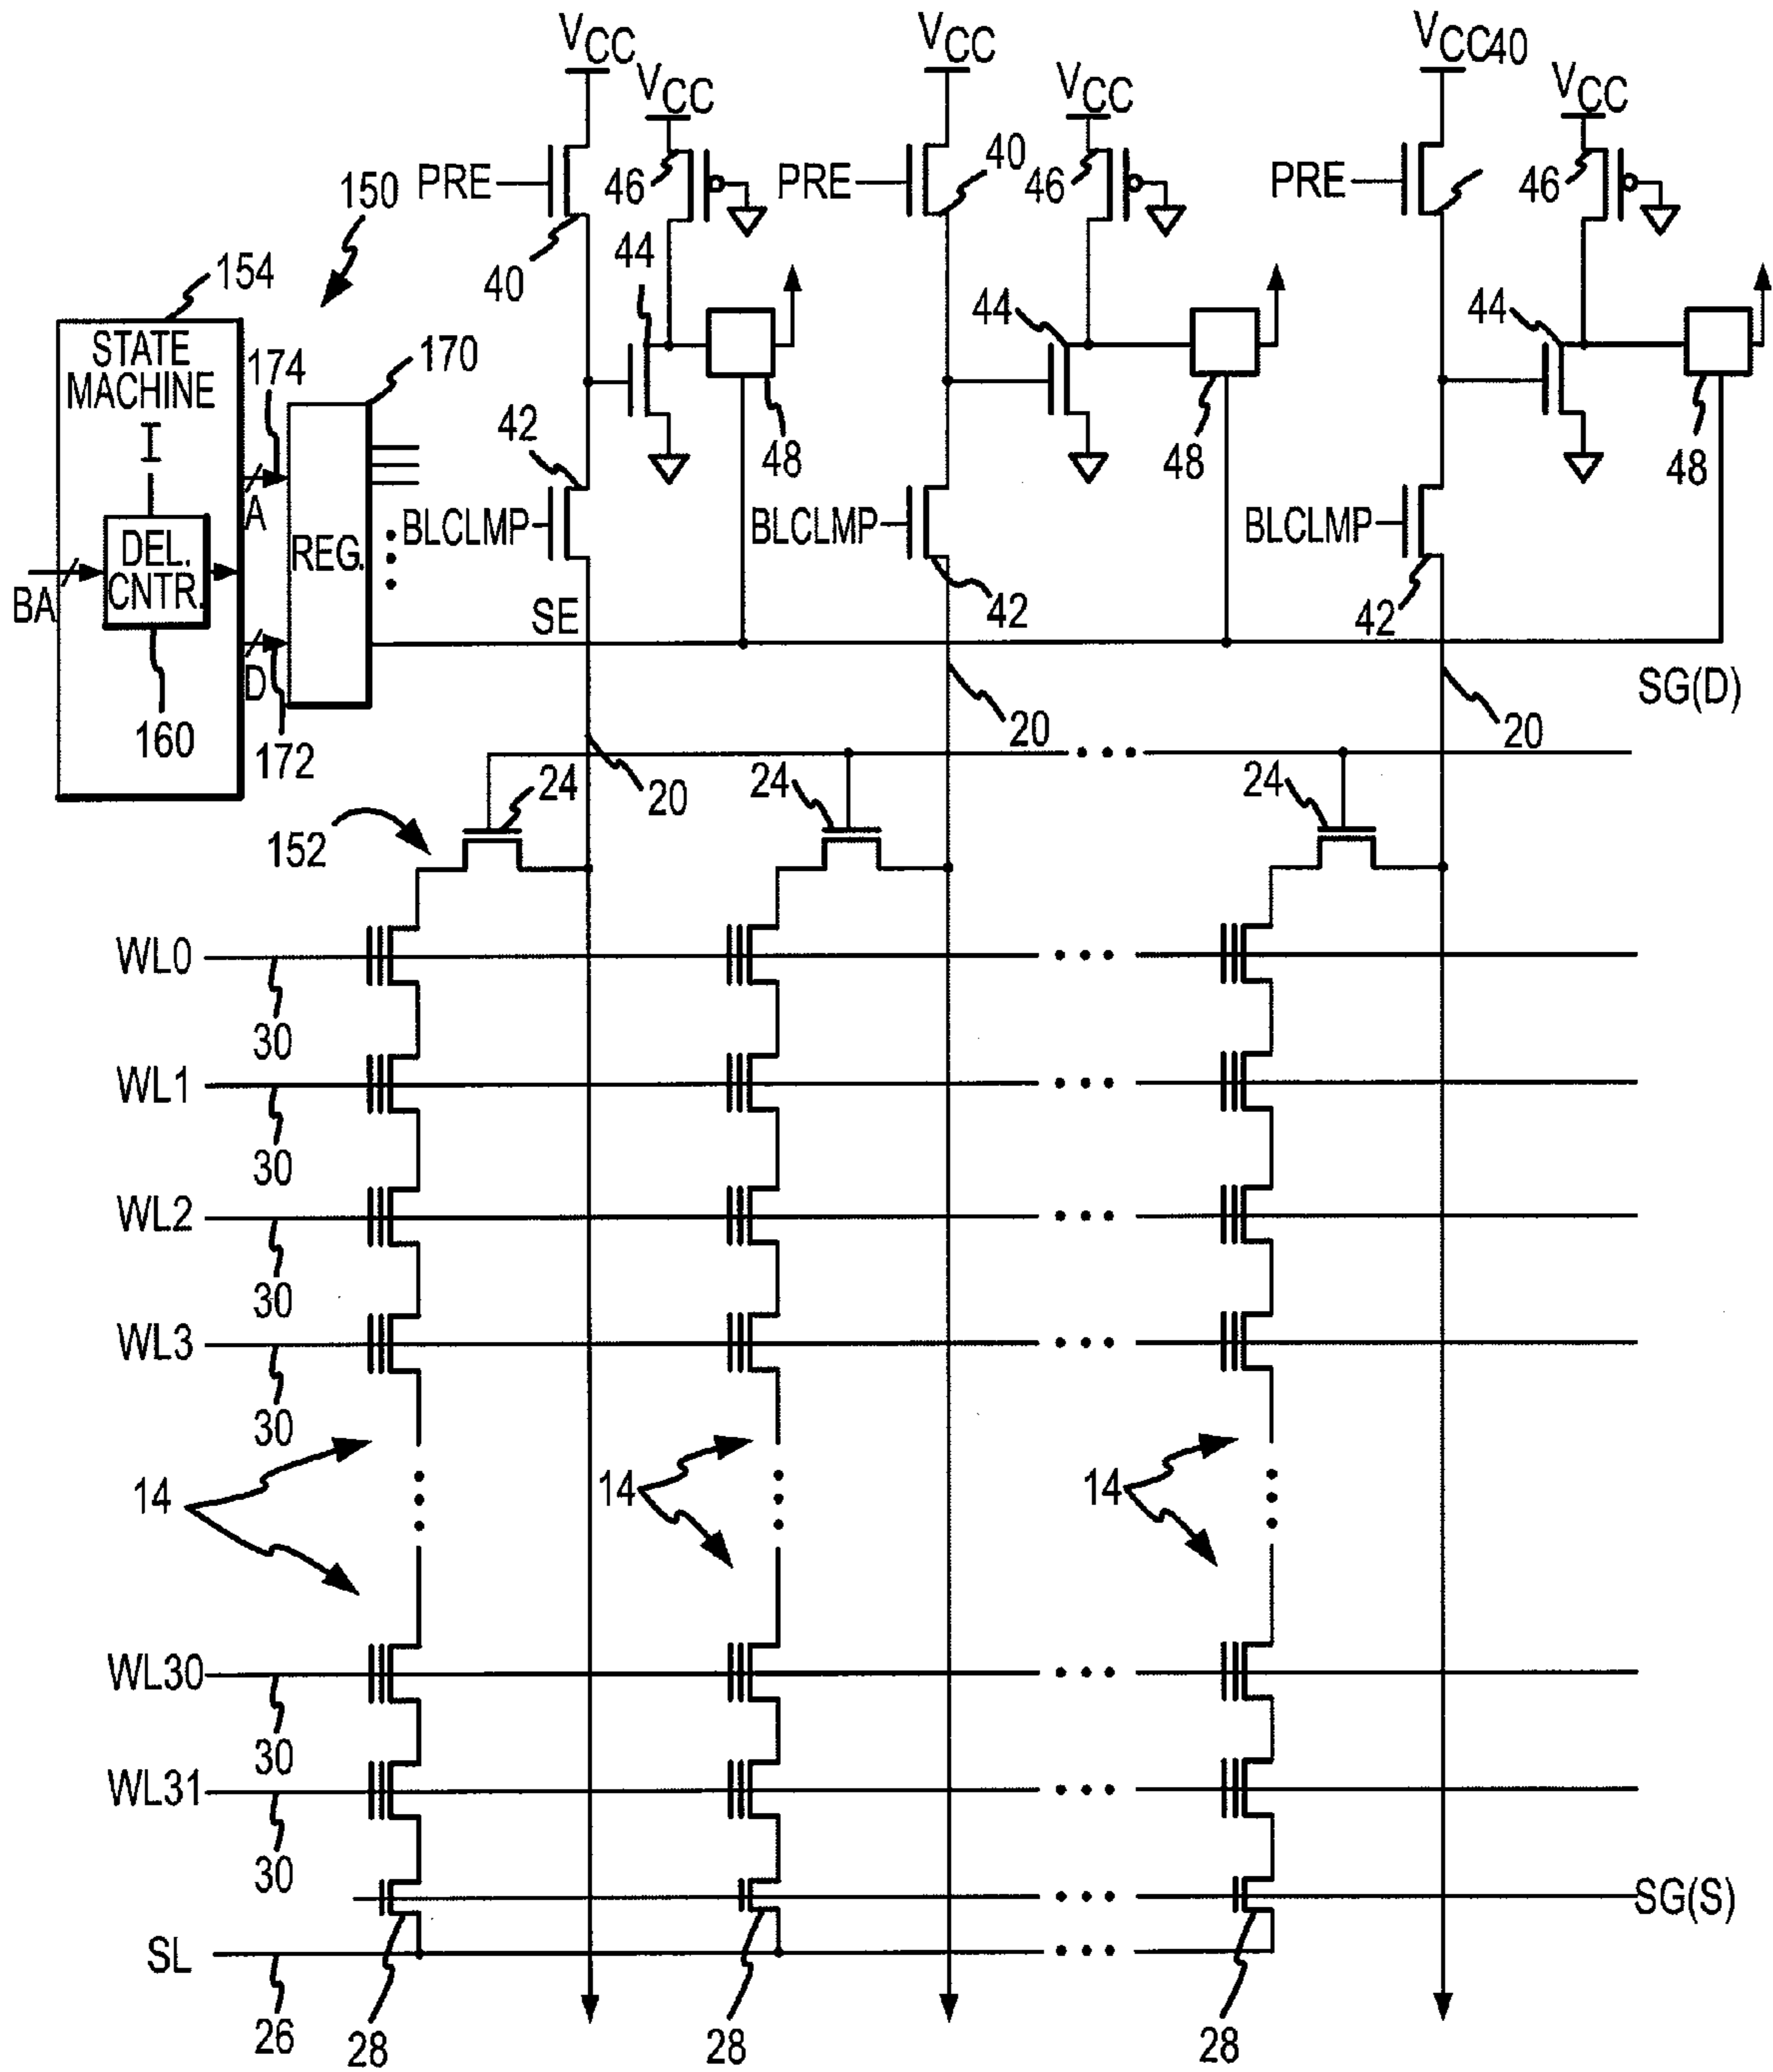 VCC VCC VCC40
VCC VCC VCC
PRE 46 PRE 40 46 PRE 46
150
154 40 44 44 44
STATE
MACHINE
174 170
I
A
42 48 48 48
BLCLMP BLCLMP BLCLMP
DEL.
CNTR.
REG.
BA SE 42 42
D SG(D)
160 172 20 20
24 20 24 24
152
WL0
30
WL1
30
WL2
30
WL3
30
14 14 14
WL30
30
WL31
30
SG(S)
SL
26 28 28 28